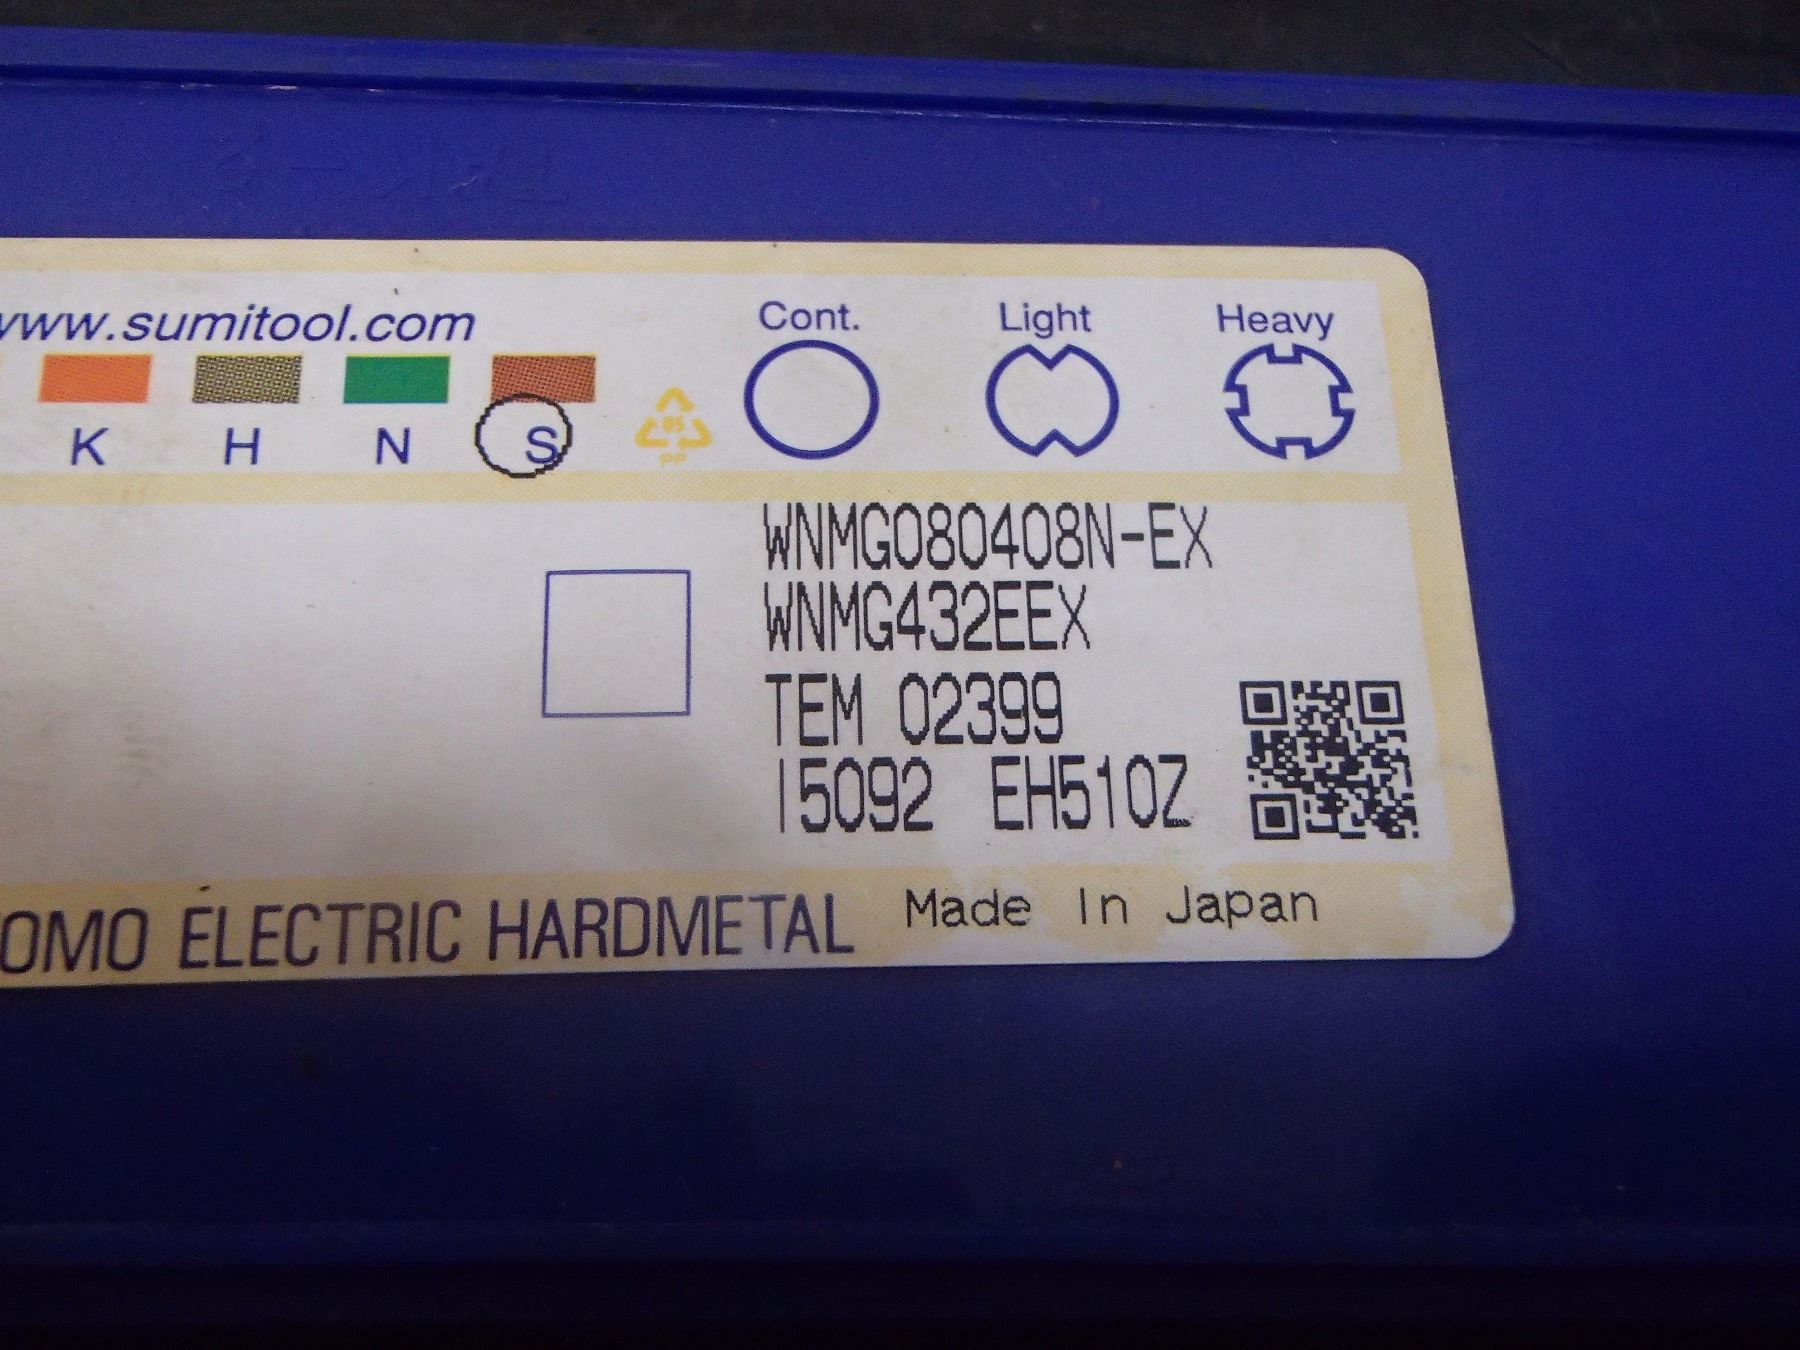 www.sumitool.com
Cont. Light Heavy
K H N S
05
PP
WNMG080408N-EX
WNMG432EEX
TEM 02399
I5092 EH510Z
OMO ELECTRIC HARDMETAL Made In Japan